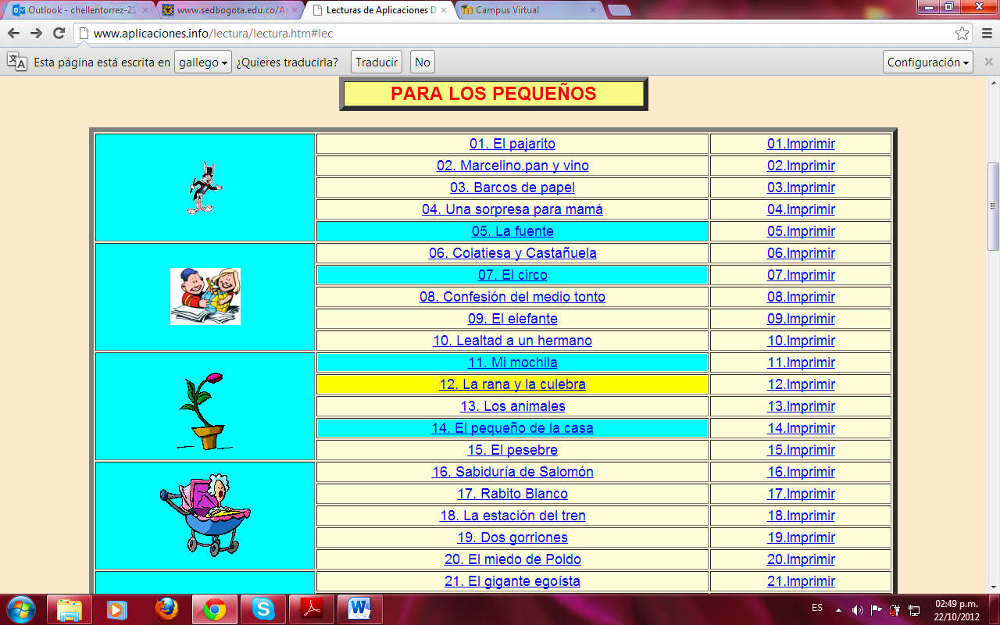 Outlook - chellentorrez-21
www.sedbogota.edu.co/A
Lecturas de Aplicaciones D
Campus Virtual
www.aplicaciones.info/lectura/lectura.htm#lec
Esta página está escrita en gallego ¿Quieres traducirla? Traducir No Configuración
PARA LOS PEQUEÑOS
01. El pajarito 01.Imprimir
02. Marcelino,pan y vino 02.Imprimir
03. Barcos de papel 03.Imprimir
04. Una sorpresa para mamá 04.Imprimir
05. La fuente 05.Imprimir
06. Colatiesa y Castañuela 06.Imprimir
07. El circo 07.Imprimir
08. Confesión del medio tonto 08.Imprimir
09. El elefante 09.Imprimir
10. Lealtad a un hermano 10.Imprimir
11. Mi mochila 11.Imprimir
12. La rana y la culebra 12.Imprimir
13. Los animales 13.Imprimir
14. El pequeño de la casa 14.Imprimir
15. El pesebre 15.Imprimir
16. Sabiduría de Salomón 16.Imprimir
17. Rabito Blanco 17.Imprimir
18. La estación del tren 18.Imprimir
19. Dos gorriones 19.Imprimir
20. El miedo de Poldo 20.Imprimir
21. El gigante egoísta 21.Imprimir
ES
02:49 p.m.
22/10/2012